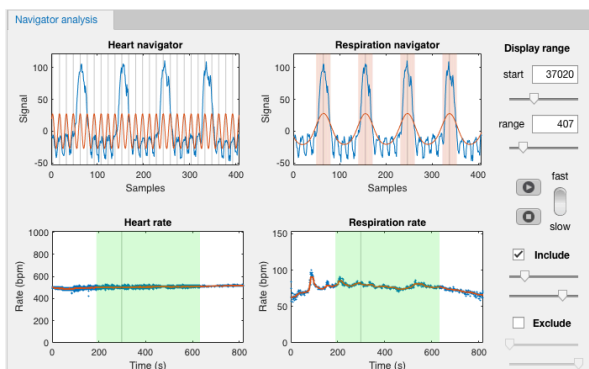 Navigator analysis
Heart navigator
Signal
100
50
0
-50
0 100 200 300 400
Samples
Respiration navigator
Signal
100
50
0
-50
0 100 200 300 400
Samples
Display range
start 37020
range 407
fast
slow
Heart rate
Rate (bpm)
1000
800
600
400
200
0
0 200 400 600 800
Time (s)
Respiration rate
Rate (bpm)
150
100
50
0 200 400 600 800
Time (s)
Include
Exclude